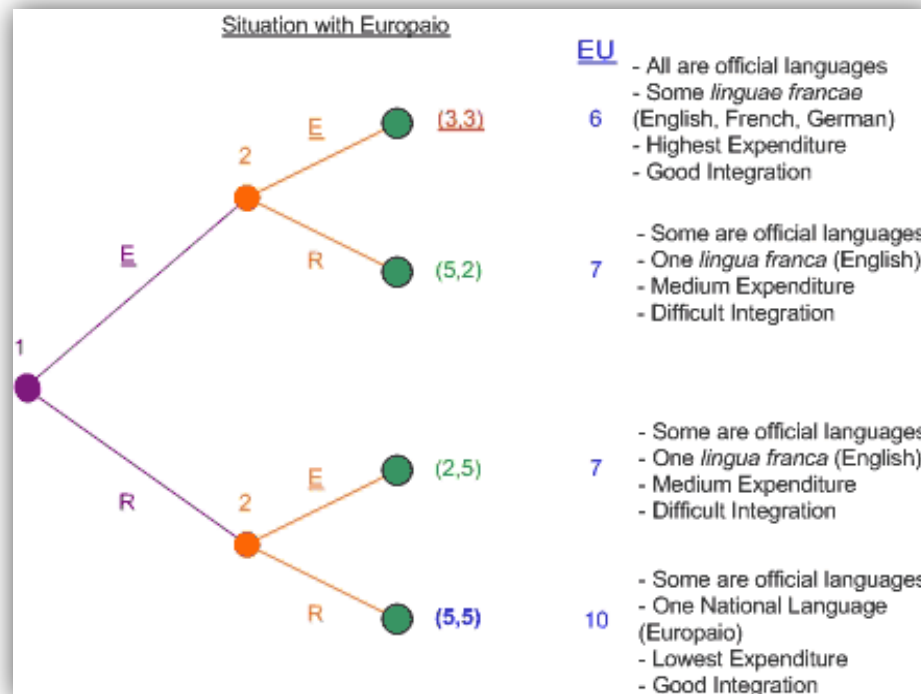 Situation with Europaio
EU
E
(3,3)
6
- All are official languages
- Some linguae francae
(English, French, German)
- Highest Expenditure
- Good Integration
2
R
(5,2)
7
- Some are official languages
- One lingua franca (English)
- Medium Expenditure
- Difficult Integration
E
1
R
2
E
(2,5)
7
- Some are official languages
- One lingua franca (English)
- Medium Expenditure
- Difficult Integration
R
(5,5)
10
- Some are official languages
- One National Language
(Europaio)
- Lowest Expenditure
- Good Integration